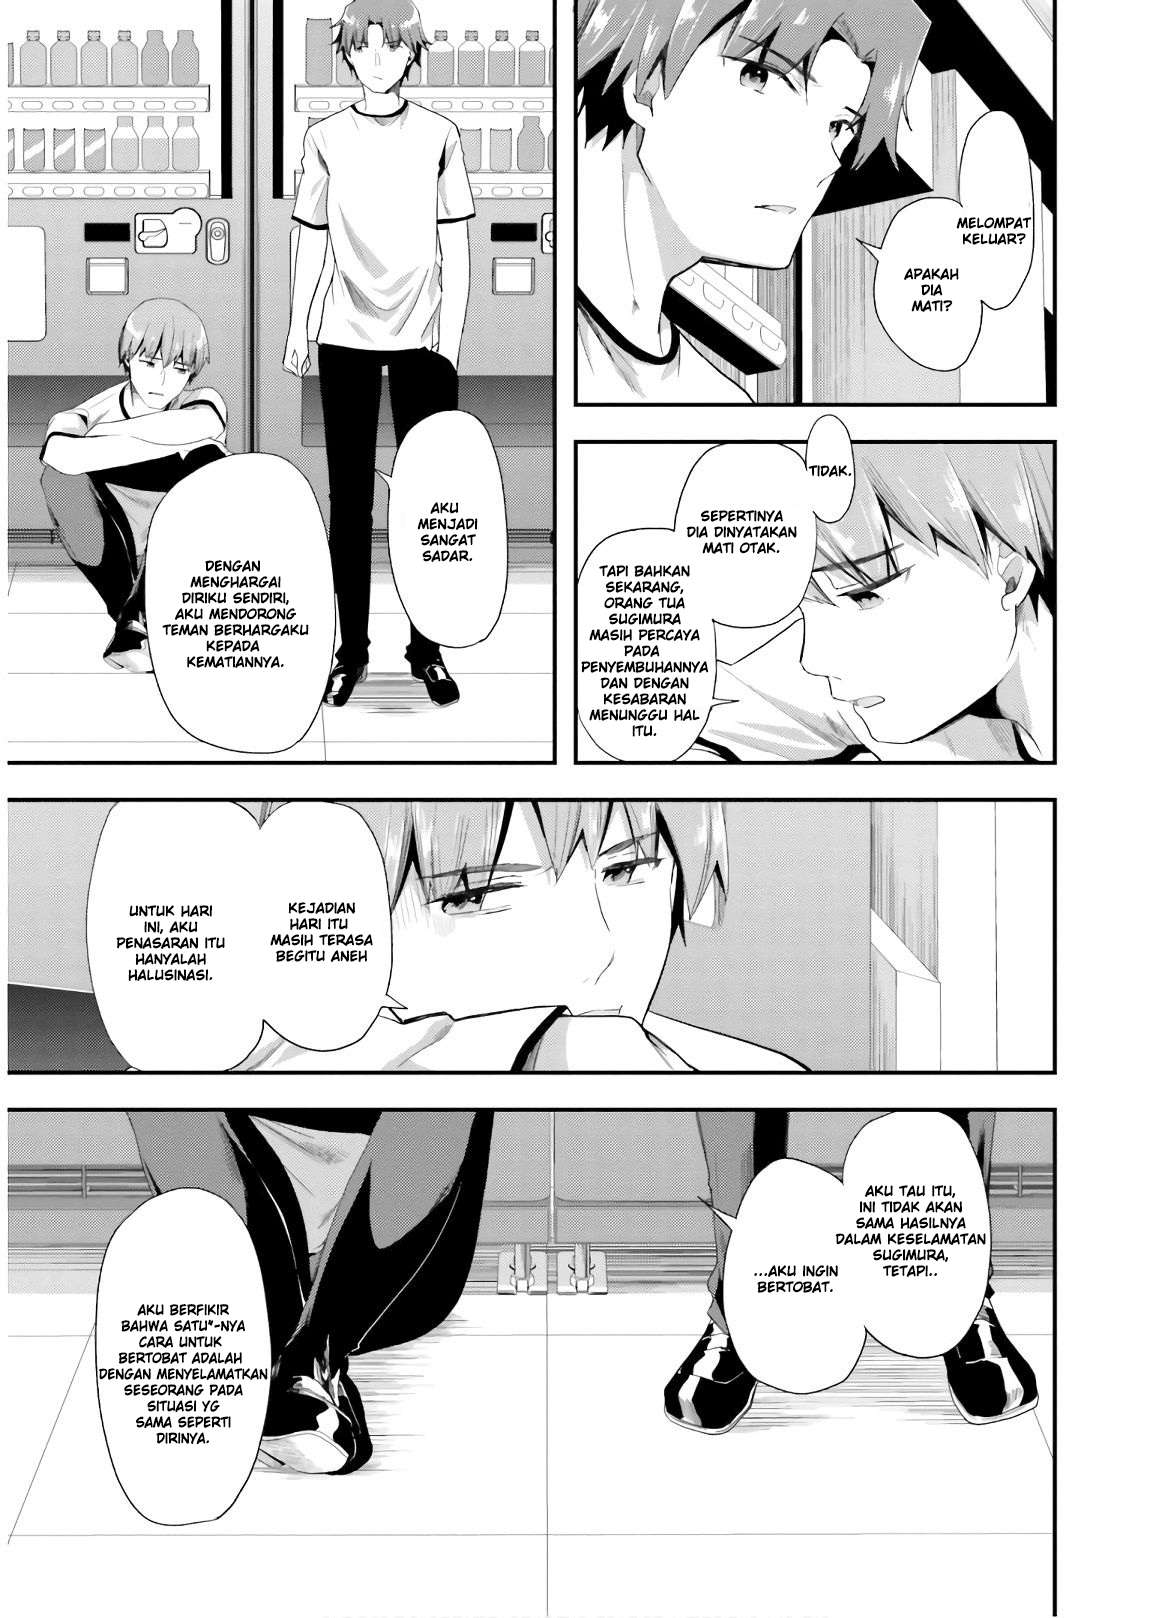 MELOMPAT
KELUAR?
APAKAH
DIA
MATI?
TIDAK.
SEPERTINYA
DIA DINYATAKAN
MATI OTAK.
TAPI BAHKAN
SEKARANG,
ORANG TUA
SUGIMURA
MASIH PERCAYA
PADA
PENYEMBUHANNYA
DAN DENGAN
KESABARAN
MENUNGGU HAL
ITU.
AKU
MENJADI
SANGAT
SADAR.
DENGAN
MENGHARGAI
DIRIKU SENDIRI,
AKU MENDORONG
TEMAN BERHARGAKU
KEPADA
KEMATIANNYA.
KEJADIAN
HARI ITU
MASIH TERASA
BEGITU ANEH
UNTUK HARI
INI, AKU
PENASARAN ITU
HANYALAH
HALUSINASI.
AKU TAU ITU,
INI TIDAK AKAN
SAMA HASILNYA
DALAM KESELAMATAN
SUGIMURA,
TETAPI..
...AKU INGIN
BERTOBAT.
AKU BERFIKIR
BAHWA SATU"-NYA
CARA UNTUK
BERTOBAT ADALAH
DENGAN MENYELAMATKAN
SESEORANG PADA
SITUASI YG
SAMA SEPERTI
DIRINYA.